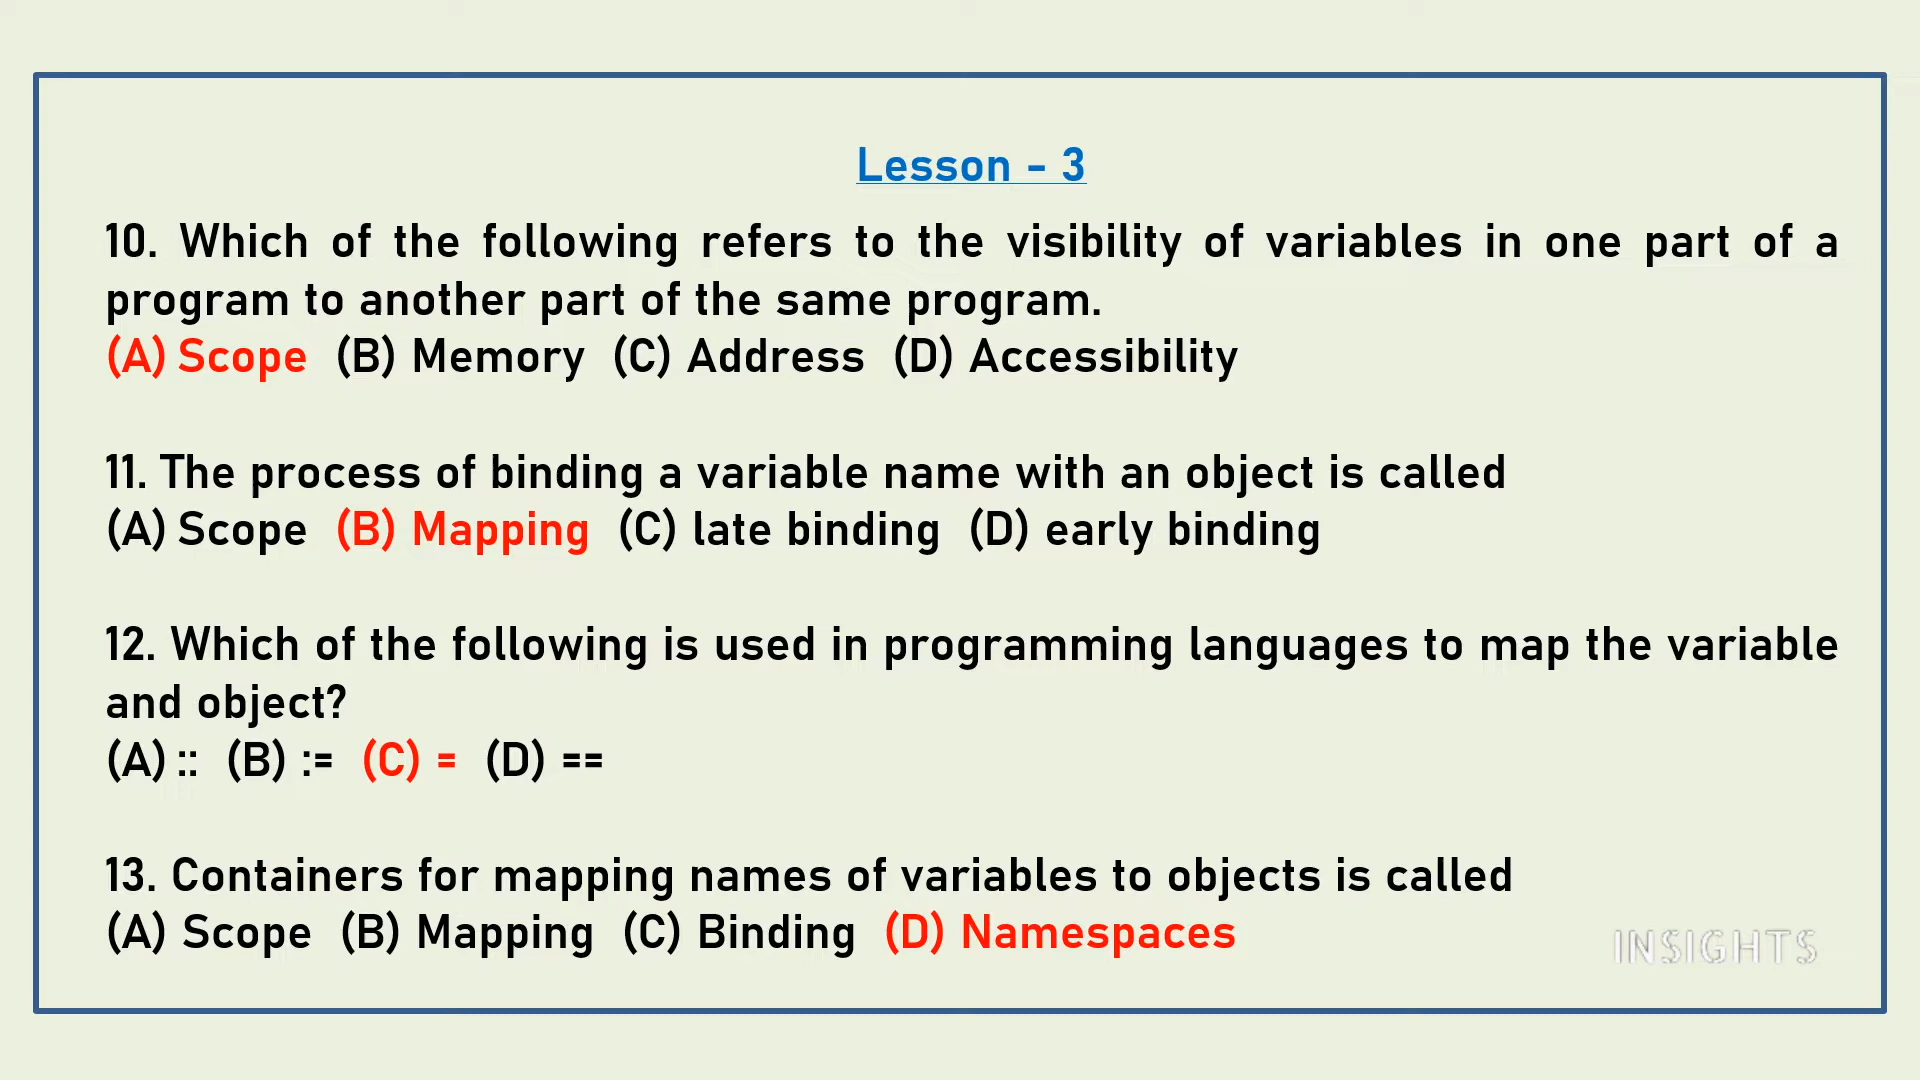 Lesson - 3
10. Which of the following refers to the visibility of variables in one part of a
program to another part of the same program.
(A) Scope (B) Memory (C) Address (D) Accessibility
11. The process of binding a variable name with an object is called
(A) Scope (B) Mapping (C) late binding (D) early binding
12. Which of the following is used in programming languages to map the variable
and object?
(A) :: (B) := (C) = (D) ==
13. Containers for mapping names of variables to objects is called
(A) Scope (B) Mapping (C) Binding (D) Namespaces
INSIGHTS